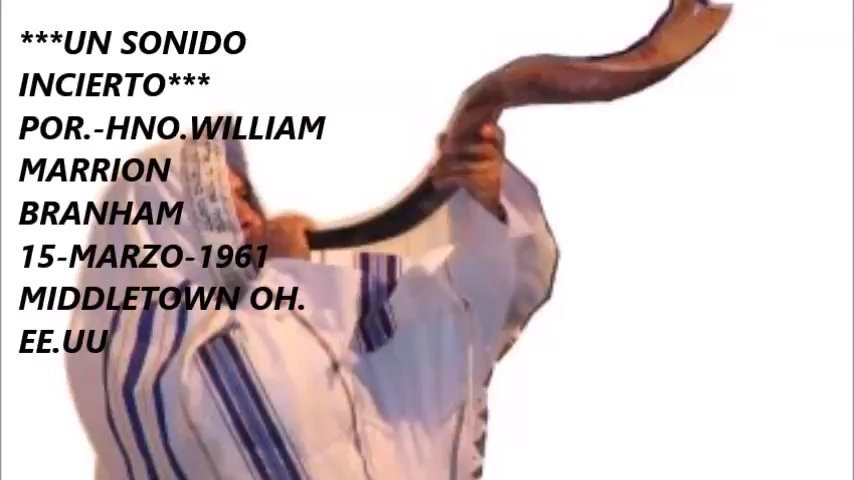 ***UN SONIDO
INCIERTO***
POR.-HNO.WILLIAM
MARRION
BRANHAM
15-MARZO-1961
MIDDLETOWN OH.
EE.UU